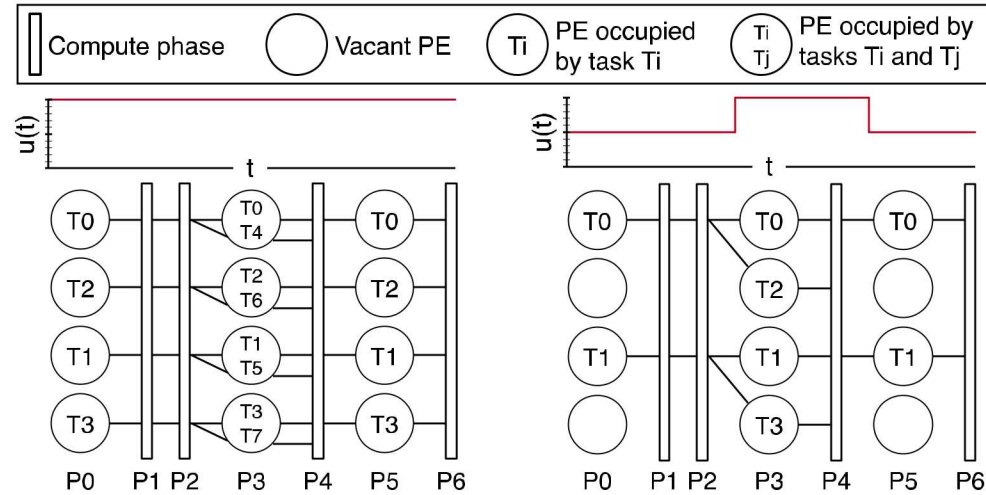 Compute phase
Vacant PE
Ti
PE occupied
by task Ti
Ti
Tj
PE occupied by
tasks Ti and Tj
u(t)
t
T0
T0
T4
T0
T2
T2
T6
T2
T1
T1
T5
T1
T3
T3
T7
T3
P0 P1 P2 P3 P4 P5 P6
u(t)
t
T0 T0 T0
T2
T1 T1 T1
T3
P0 P1 P2 P3 P4 P5 P6